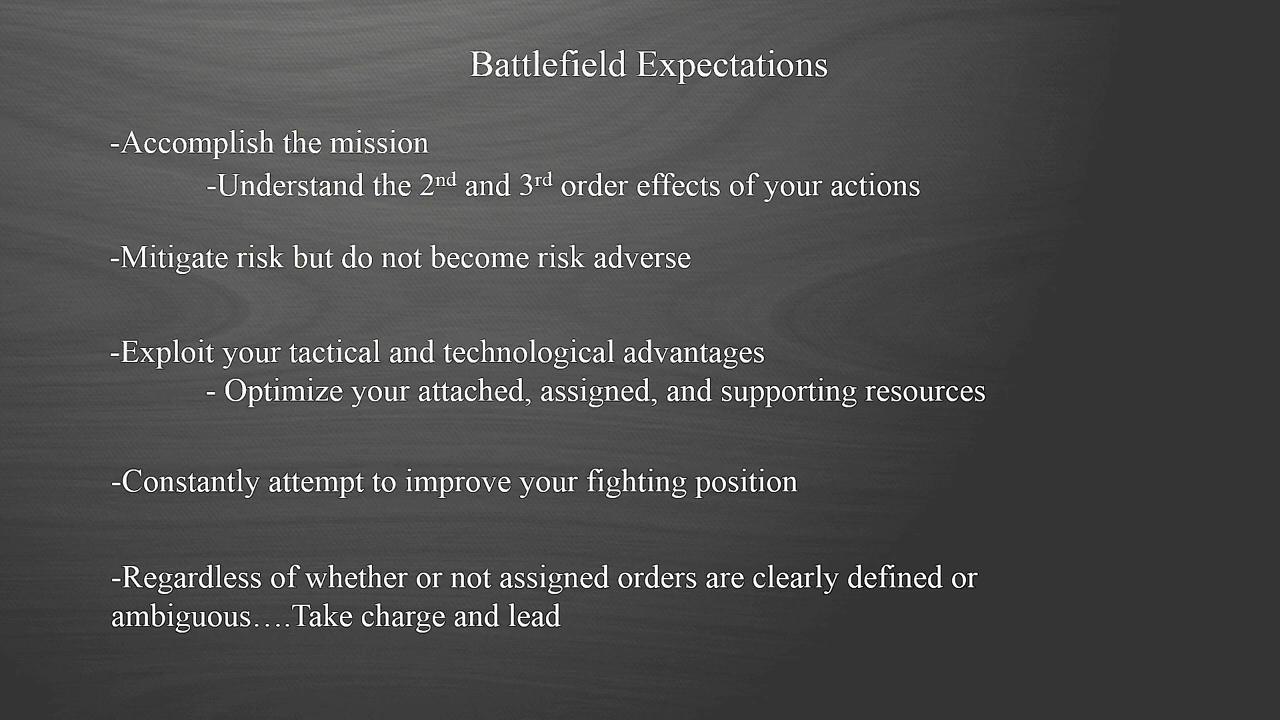 Battlefield Expectations
-Accomplish the mission
-Understand the 2nd and 3rd order effects of your actions
-Mitigate risk but do not become risk adverse
-Exploit your tactical and technological advantages
- Optimize your attached, assigned, and supporting resources
-Constantly attempt to improve your fighting position
-Regardless of whether or not assigned orders are clearly defined or
ambiguous….Take charge and lead